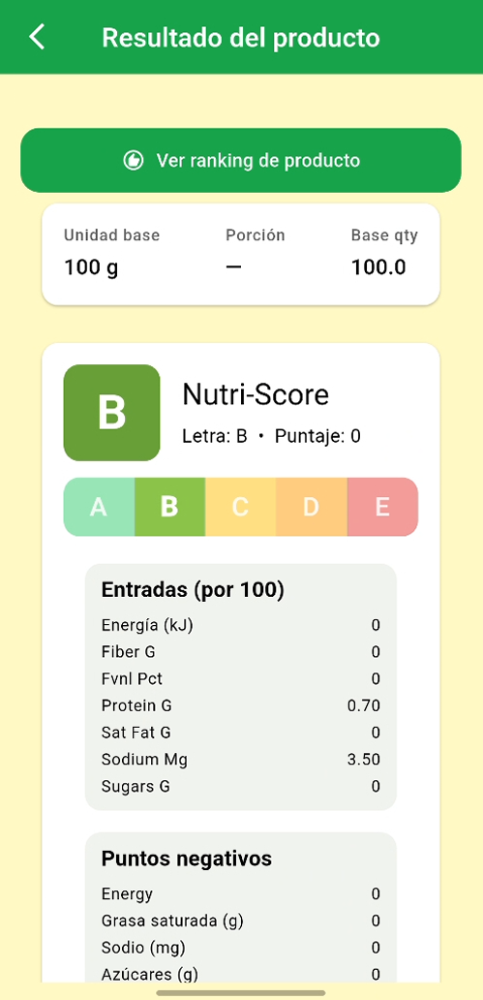 Resultado del producto
Ver ranking de producto
Unidad base Porción Base qty
100 g — 100.0
B Nutri-Score
Letra: B • Puntaje: 0
A B C D E
Entradas (por 100)
Energía (kJ) 0
Fiber G 0
Fvnl Pct 0
Protein G 0.70
Sat Fat G 0
Sodium Mg 3.50
Sugars G 0
Puntos negativos
Energy 0
Grasa saturada (g) 0
Sodio (mg) 0
Azúcares (g) 0